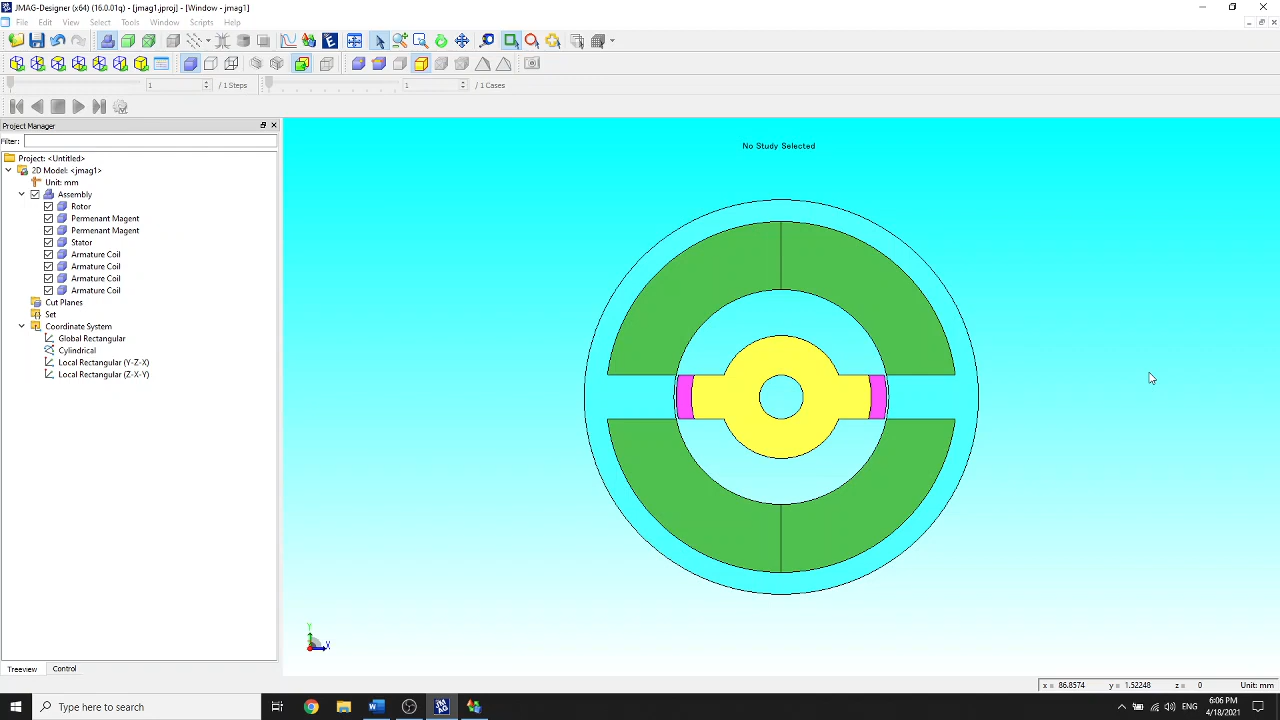 JMAG-Designer (x64) (16.0.01q) - [jmag1.jproj] - [Window - jmag1]
File Edit View Select Tools Window Scripts Help
1 / 1 Steps 1 / 1 Cases
Project Manager
Filter:
Project: <Untitled>
2D Model: <jmag1>
Unit: mm
Assembly
Rotor
Permenant Magent
Permenant Magent
Stator
Armature Coil
Armature Coil
Armature Coil
Armature Coil
Cut Planes
Set
Coordinate System
Global Rectangular
Cylindrical
Local Rectangular (Y-Z-X)
Local Rectangular (Z-X-Y)
No Study Selected
Y
X
Treeview Control
x = 86.8574 y = 1.52248 z = 0 Unit: mm
Type here to search
6:06 PM
4/18/2021